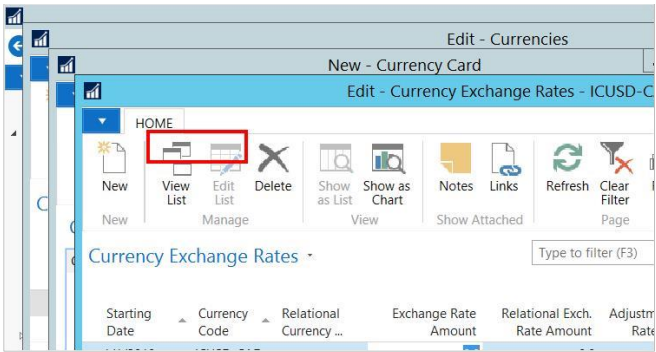 Edit - Currencies
New - Currency Card
Edit - Currency Exchange Rates - ICUSD-C
HOME
New View List Edit List Delete Show as List Show as Chart Notes Links Refresh Clear Filter
New Manage View Show Attached Page
Currency Exchange Rates
Type to filter (F3)
Starting Date Currency Code Relational Currency ... Exchange Rate Amount Relational Exch. Rate Amount Adjustm Rate